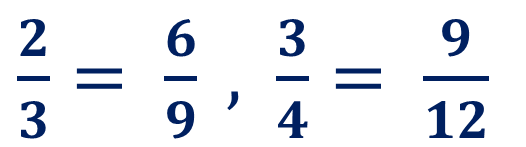 2/3 = 6/9 , 3/4 = 9/12